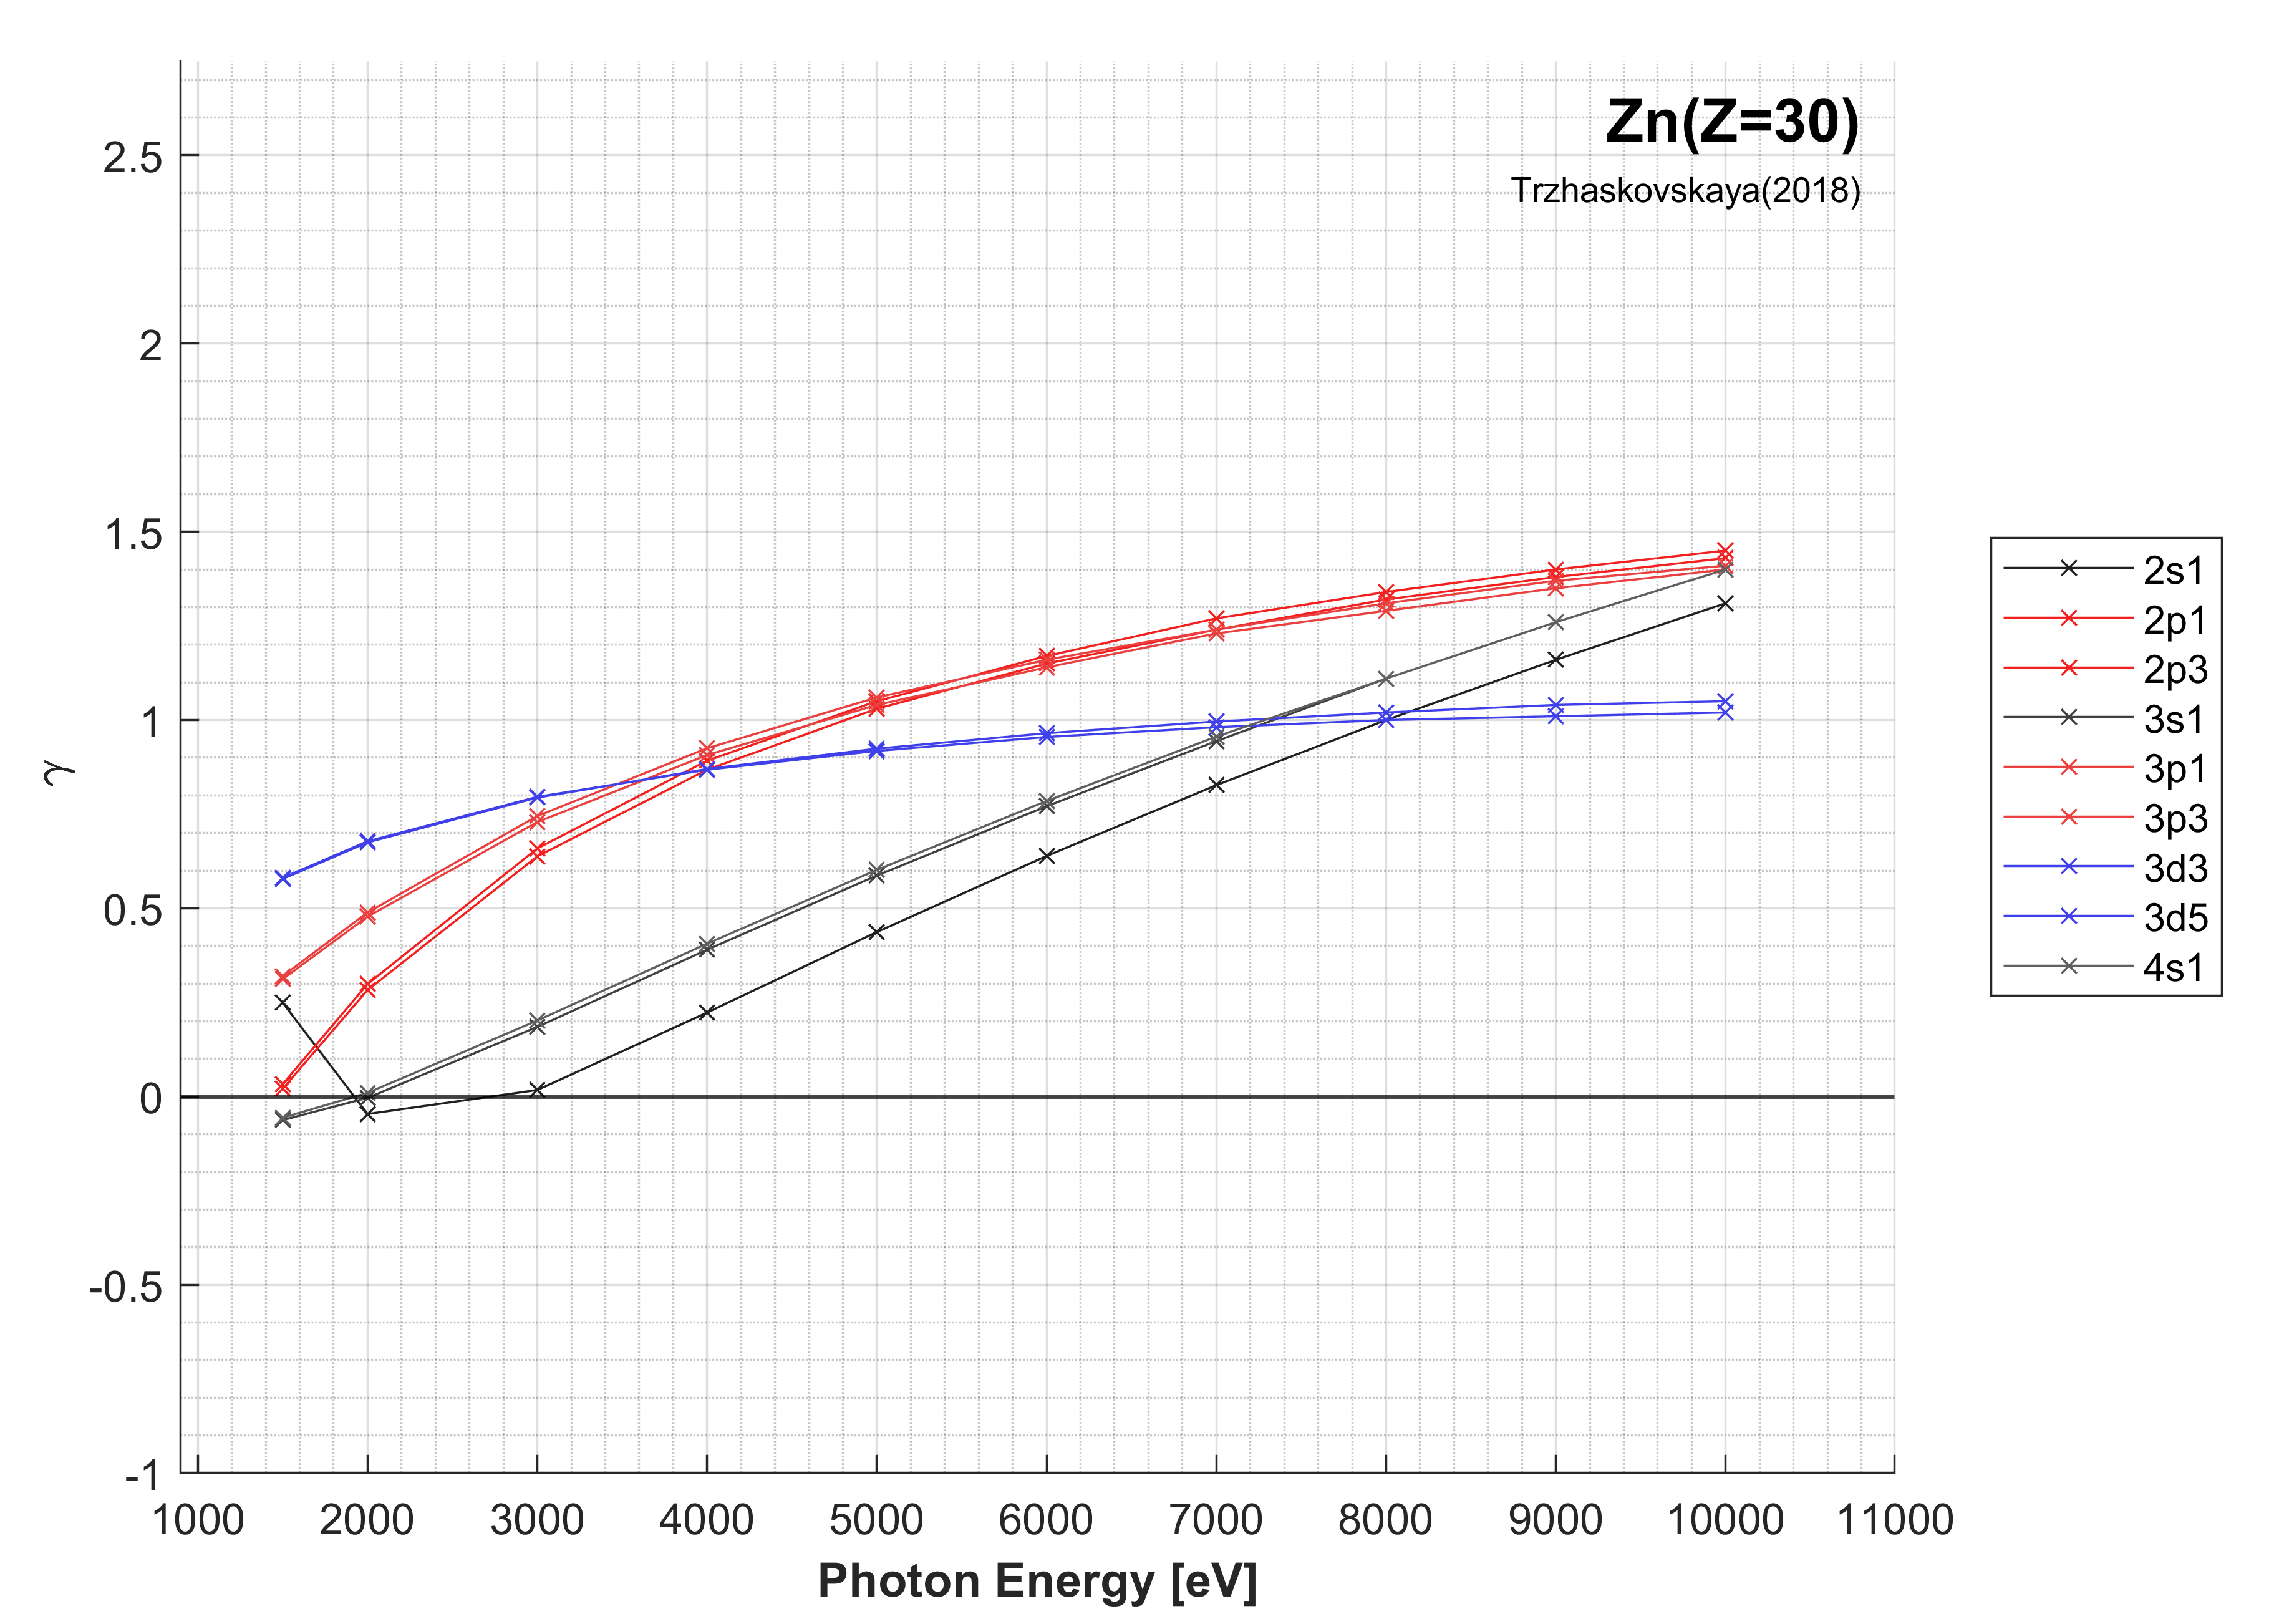 Zn(Z=30)
Trzhaskovskaya(2018)
2.5
2
1.5
1
0.5
0
-0.5
-1
γ
1000 2000 3000 4000 5000 6000 7000 8000 9000 10000 11000
Photon Energy [eV]
2s1
2p1
2p3
3s1
3p1
3p3
3d3
3d5
4s1